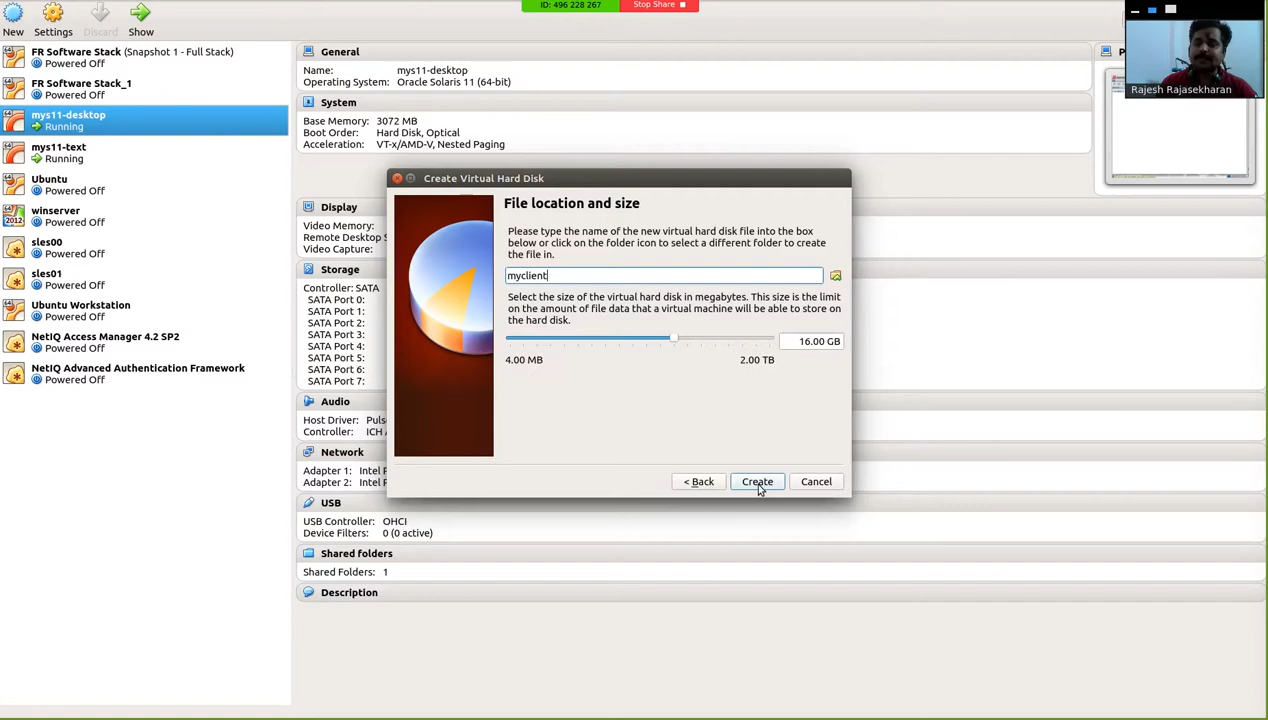 ID: 496 228 267
Stop Share
New
Settings
Discard
Show
Rajesh Rajasekharan
FR Software Stack (Snapshot 1 - Full Stack)
Powered Off
FR Software Stack_1
Powered Off
mys11-desktop
Running
mys11-text
Running
Ubuntu
Powered Off
winserver
Powered Off
sles00
Powered Off
sles01
Powered Off
Ubuntu Workstation
Powered Off
NetIQ Access Manager 4.2 SP2
Powered Off
NetIQ Advanced Authentication Framework
Powered Off
General
Name: mys11-desktop
Operating System: Oracle Solaris 11 (64-bit)
System
Base Memory: 3072 MB
Boot Order: Hard Disk, Optical
Acceleration: VT-x/AMD-V, Nested Paging
Display
Video Memory:
Remote Desktop S
Video Capture:
Storage
Controller: SATA
SATA Port 0:
SATA Port 1:
SATA Port 2:
SATA Port 3:
SATA Port 4:
SATA Port 5:
SATA Port 6:
SATA Port 7:
Audio
Host Driver: Puls
Controller: ICH A
Network
Adapter 1: Intel P
Adapter 2: Intel P
USB
USB Controller: OHCI
Device Filters: 0 (0 active)
Shared folders
Shared Folders: 1
Description
Create Virtual Hard Disk
File location and size
Please type the name of the new virtual hard disk file into the box
below or click on the folder icon to select a different folder to create
the file in.
myclient
Select the size of the virtual hard disk in megabytes. This size is the limit
on the amount of file data that a virtual machine will be able to store on
the hard disk.
16.00 GB
4.00 MB
2.00 TB
< Back
Create
Cancel